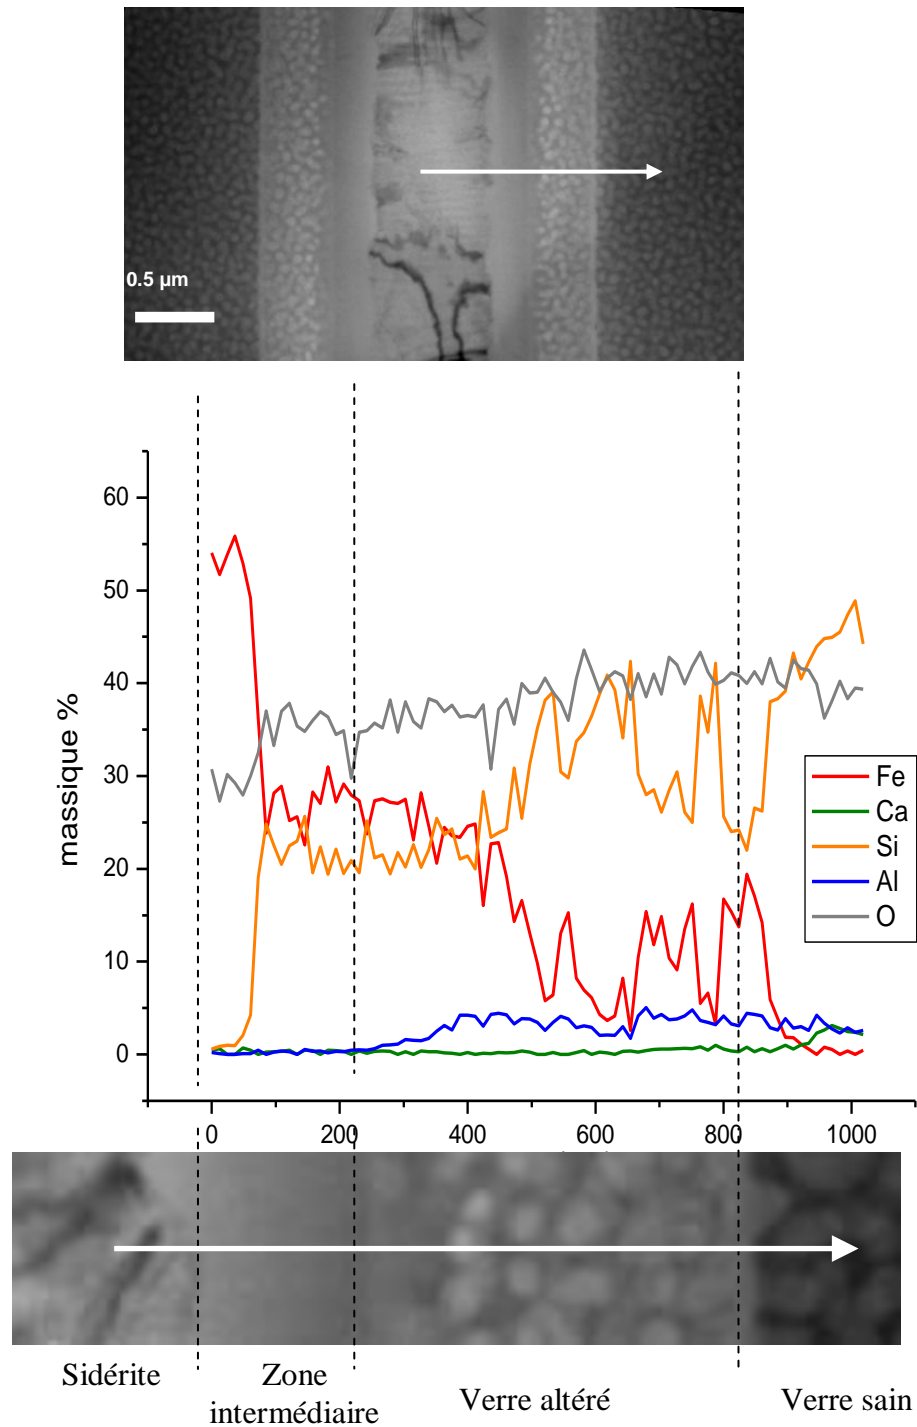 0.5 µm
massique %
60
50
40
30
20
10
0
Fe
Ca
Si
Al
O
0 200 400 600 800 1000
Sidérite
Zone
intermédiaire
Verre altéré
Verre sain